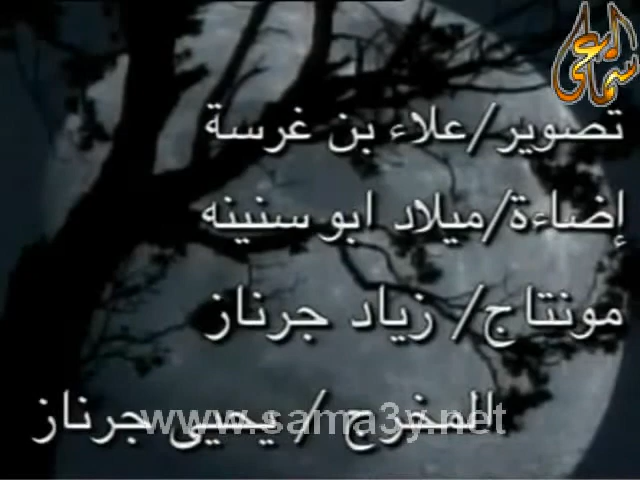 سماعي
تصوير/علاء بن غرسة
إضاءة/ميلاد ابو سنينه
مونتاج/ زياد جرناز
المخرج / يحيى جرناز
www.sama3y.net